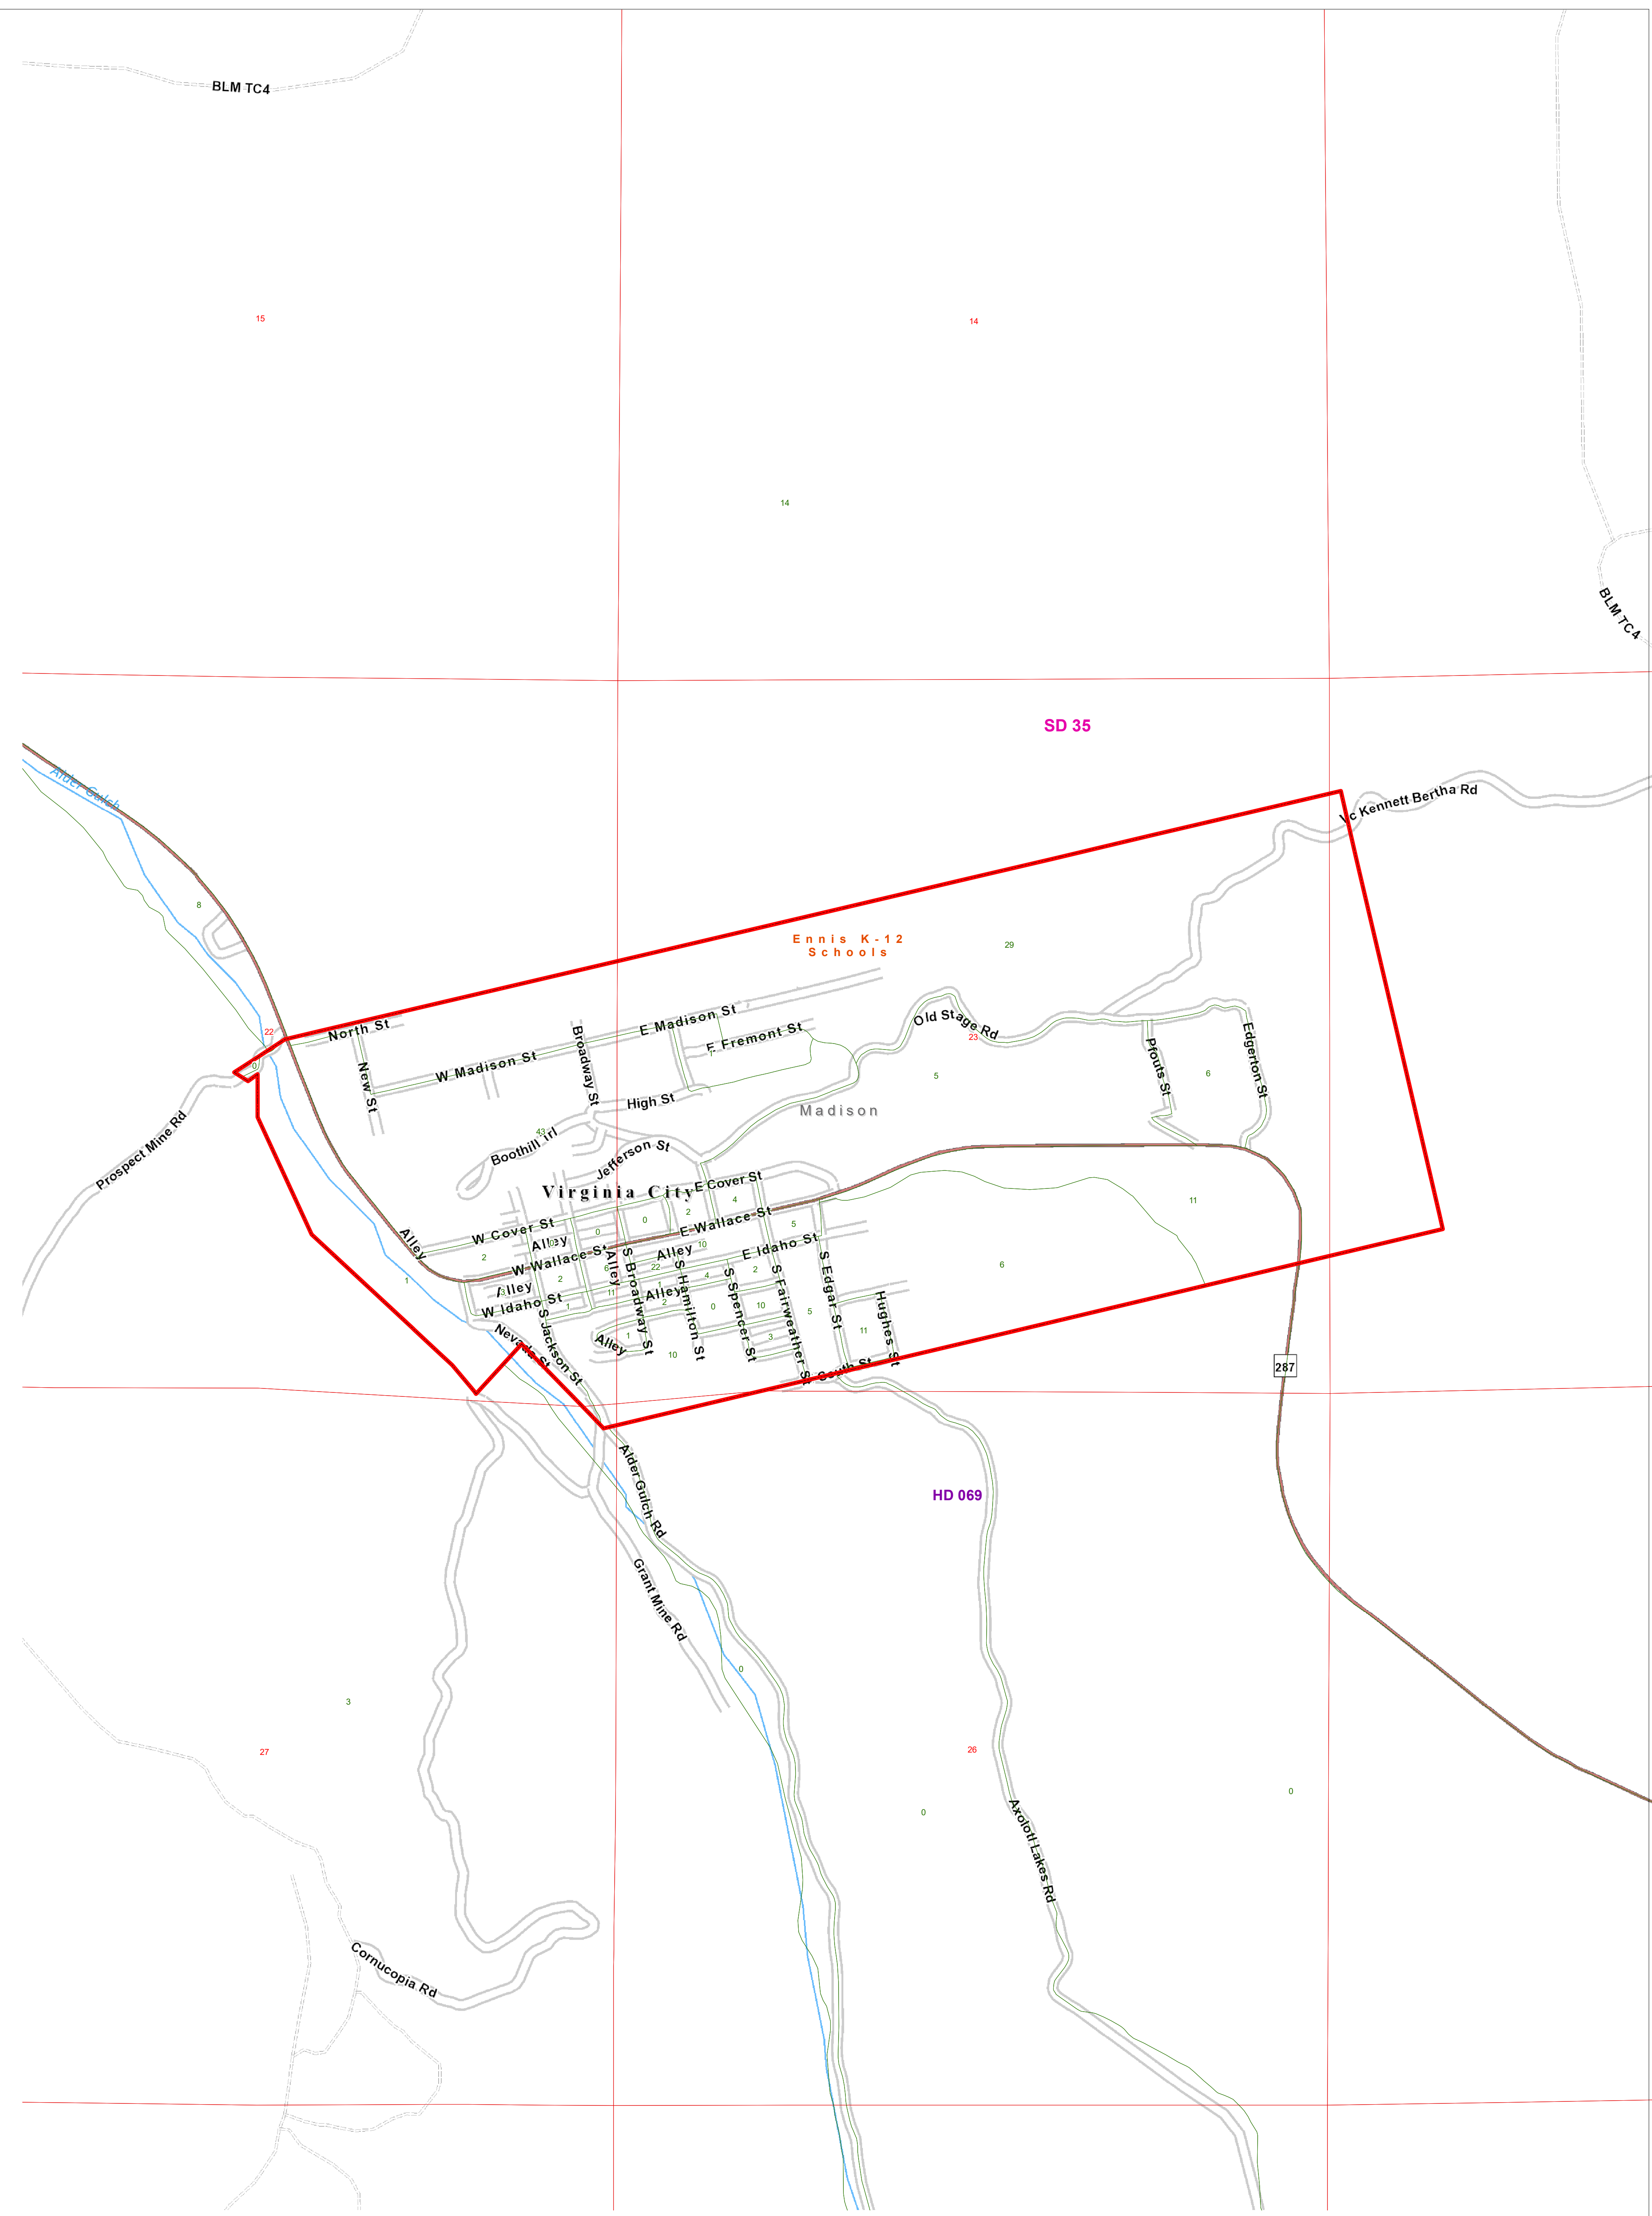 BLM TC4
15
14
14
BLM TC4
SD 35
Alder Gulch
Vc Kennett Bertha Rd
8
Ennis K-12
Schools
29
22
North St
E Madison St
Old Stage Rd
23
0
New St
W Madison St
Broadway St
E Fremont St
7
Pfouts St
Edgerton St
6
5
High St
Madison
43
Prospect Mine Rd
Boothill Trl
Jefferson St
Virginia City
E Cover St
4
11
W Cover St
0
0
2
E Wallace St
5
Alley
2
Alley
W Wallace St
Alley
S Broadway St
Alley
10
E Idaho St
6
1
3
Alley
2
6
22
4
2
W Idaho St
1
11
1
Alley
2
S Hamilton St
0
S Spencer St
10
S Fairweather St
S Edgar St
5
Hughes St
Nevada St
S Jackson St
Alley
1
10
3
11
South St
287
Alder Gulch Rd
HD 069
Grant Mine Rd
0
3
27
26
0
0
Axolotl Lakes Rd
Cornucopia Rd